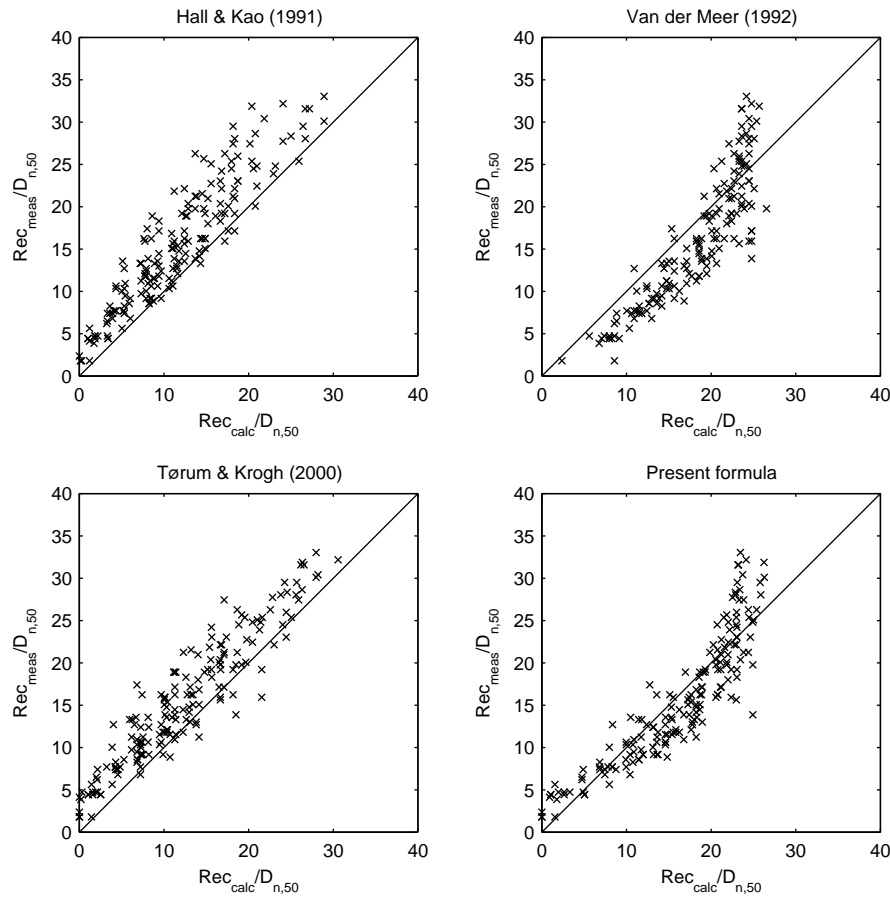 Hall & Kao (1991)
40
35
30
25
20
15
10
5
0
Rec_meas/D_n,50
0 10 20 30 40
Rec_calc/D_n,50
Van der Meer (1992)
40
35
30
25
20
15
10
5
0
Rec_meas/D_n,50
0 10 20 30 40
Rec_calc/D_n,50
Tørum & Krogh (2000)
40
35
30
25
20
15
10
5
0
Rec_meas/D_n,50
0 10 20 30 40
Rec_calc/D_n,50
Present formula
40
35
30
25
20
15
10
5
0
Rec_meas/D_n,50
0 10 20 30 40
Rec_calc/D_n,50